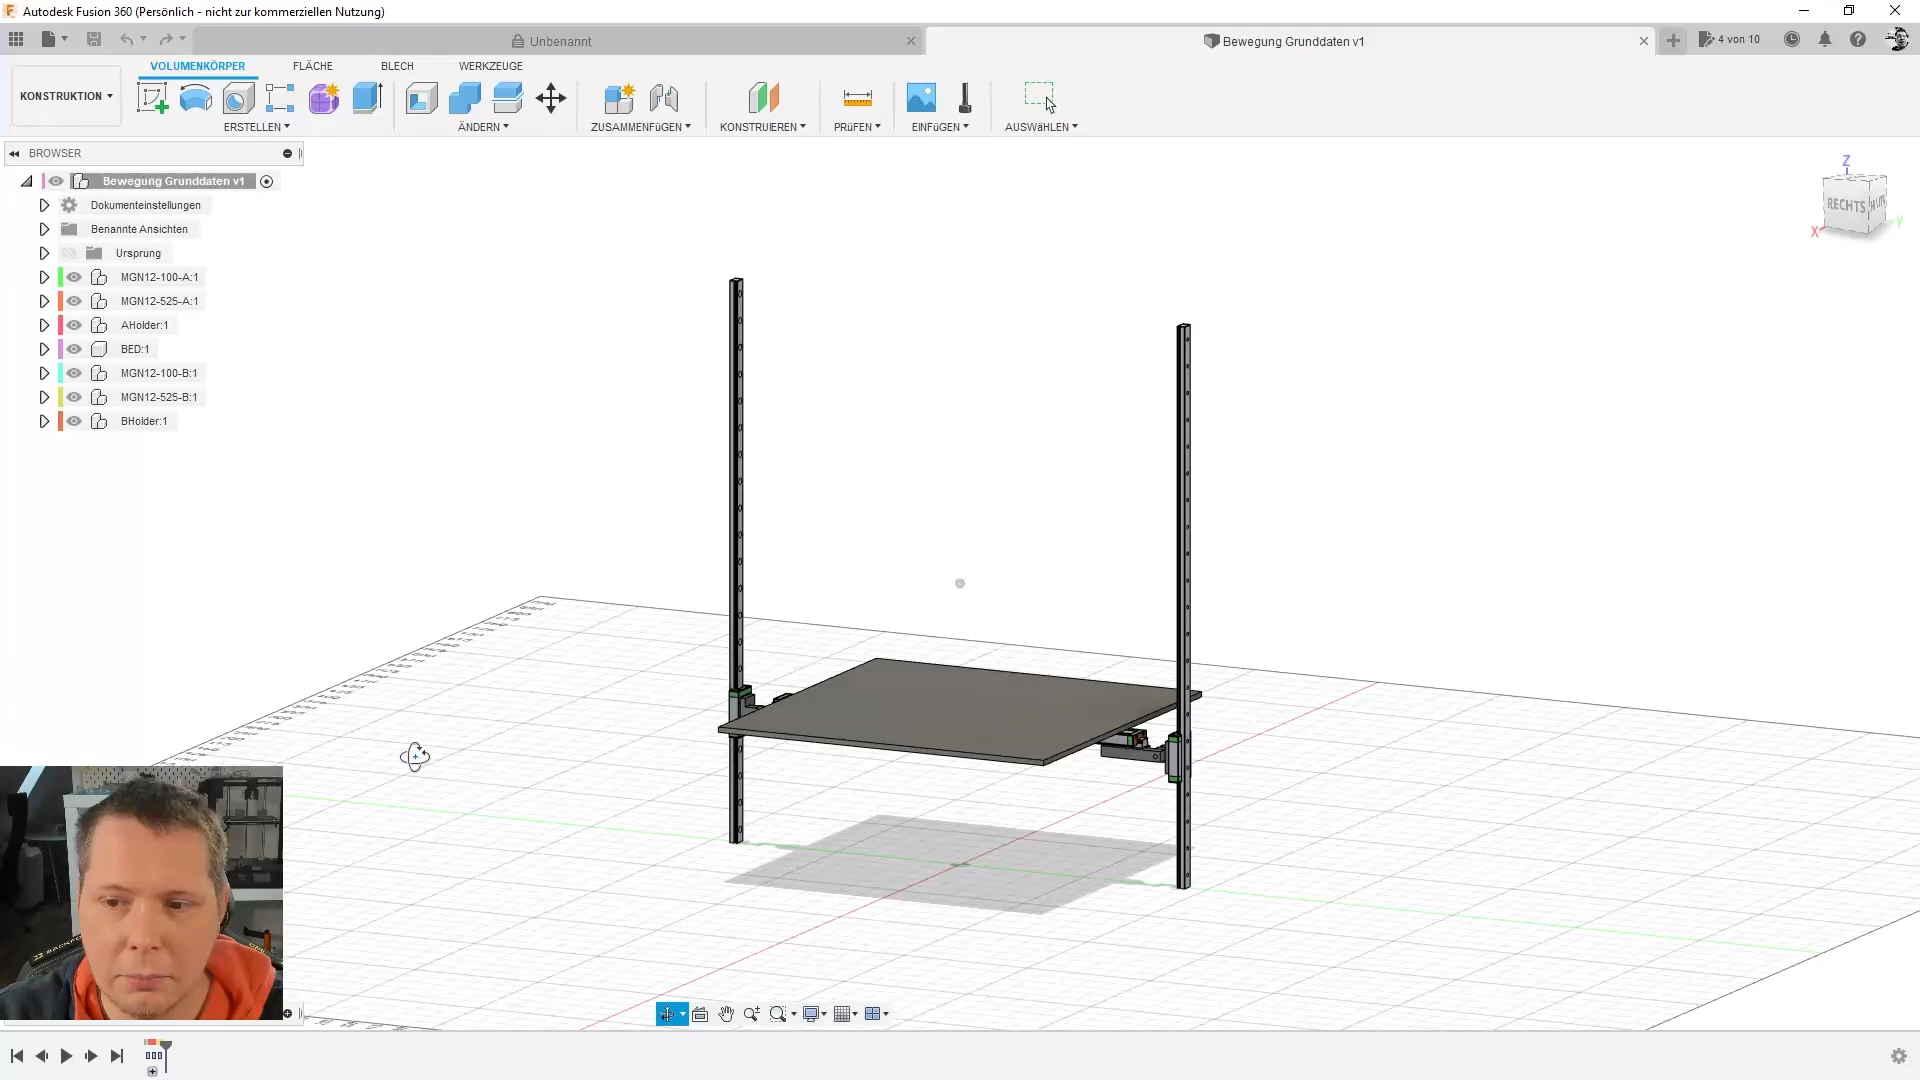 Autodesk Fusion 360 (Persönlich - nicht zur kommerziellen Nutzung)
Unbenannt
Bewegung Grunddaten v1
4 von 10
VOLUMENKÖRPER
FLÄCHE
BLECH
WERKZEUGE
KONSTRUKTION
ERSTELLEN
ÄNDERN
ZUSAMMENFÜGEN
KONSTRUIEREN
PRÜFEN
EINFÜGEN
AUSWÄHLEN
BROWSER
Bewegung Grunddaten v1
Dokumenteinstellungen
Benannte Ansichten
Ursprung
MGN12-100-A:1
MGN12-525-A:1
AHolder:1
BED:1
MGN12-100-B:1
MGN12-525-B:1
BHolder:1
Z
RECHTS
X
Y